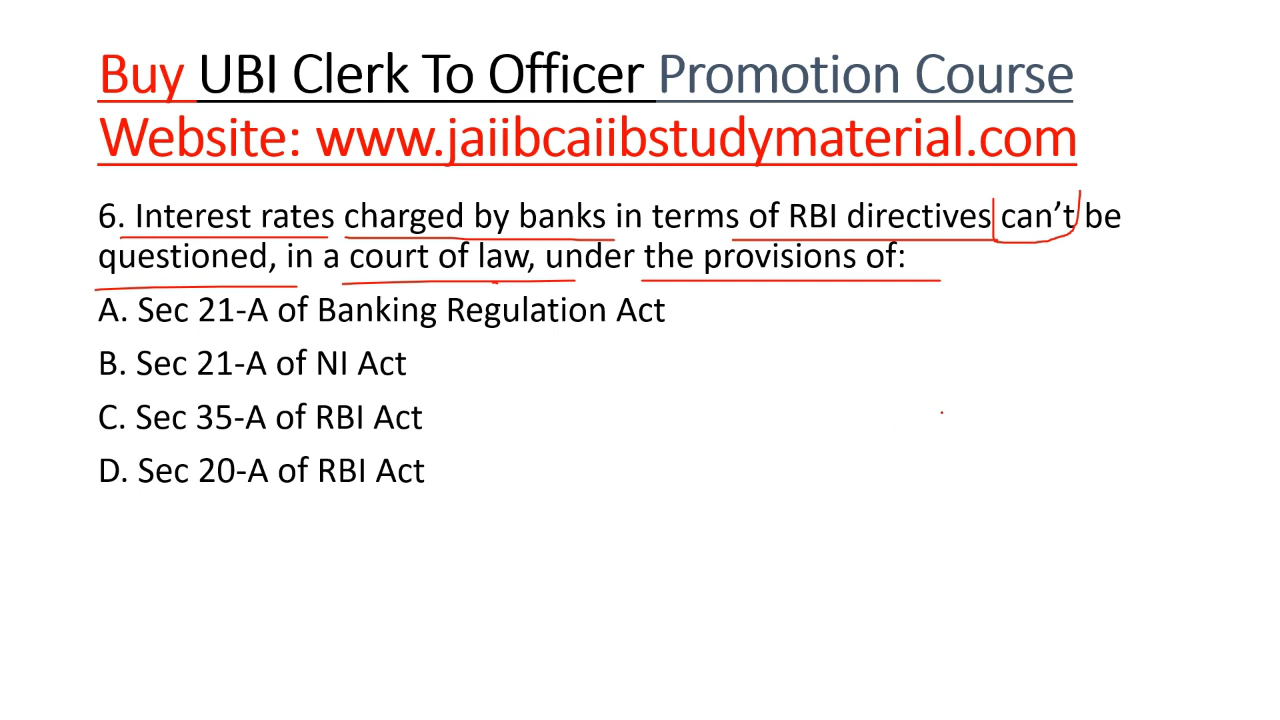 Buy UBI Clerk To Officer Promotion Course
Website: www.jaiibcaiibstudymaterial.com
6. Interest rates charged by banks in terms of RBI directives can’t be
questioned, in a court of law, under the provisions of:
A. Sec 21-A of Banking Regulation Act
B. Sec 21-A of NI Act
C. Sec 35-A of RBI Act
D. Sec 20-A of RBI Act